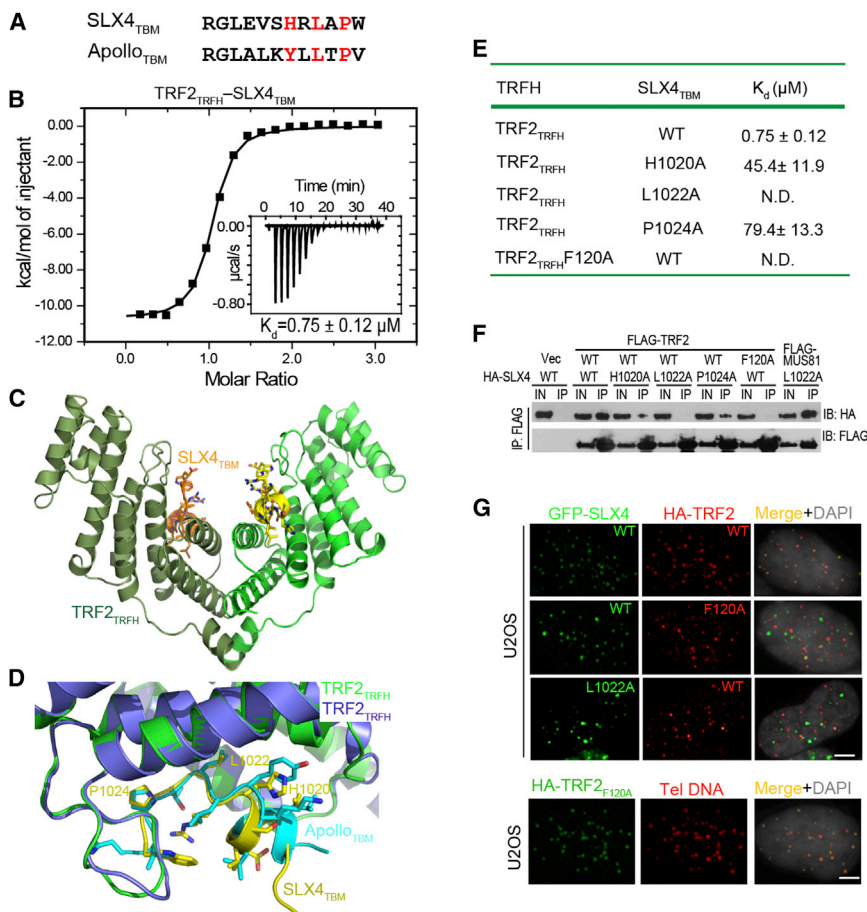 A
SLX4TBM RGLEVSHRLAPW
ApolloTBM RGLALKYLLTPV
B
TRF2TRFH–SLX4TBM
kcal/mol of injectant
0.00
-2.00
-4.00
-6.00
-8.00
-10.00
-12.00
0.0 1.0 2.0 3.0
Molar Ratio
Time (min)
0 10 20 30 40
0.00
-0.80
µcal/s
Kd=0.75 ± 0.12 µM
C
SLX4TBM
TRF2TRFH
D
TRF2TRFH
TRF2TRFH
L1022
P1024
H1020
ApolloTBM
SLX4TBM
E
TRFH SLX4TBM Kd (µM)
TRF2TRFH WT 0.75 ± 0.12
TRF2TRFH H1020A 45.4± 11.9
TRF2TRFH L1022A N.D.
TRF2TRFH P1024A 79.4± 13.3
TRF2TRFHF120A WT N.D.
F
FLAG-TRF2
FLAG-
MUS81
Vec WT WT WT WT F120A
HA-SLX4 WT WT H1020A L1022A P1024A WT L1022A
IN IP IN IP IN IP IN IP IN IP IN IP IN IP
IP: FLAG
IB: HA
IB: FLAG
G
GFP-SLX4 HA-TRF2 Merge+DAPI
WT WT
WT F120A
L1022A WT
U2OS
HA-TRF2F120A Tel DNA Merge+DAPI
U2OS